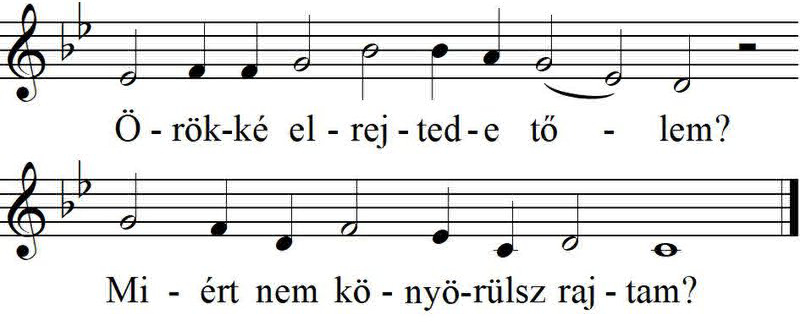 Ö - rök-ké el - rej - ted - e tő - lem?
Mi - ért nem kö - nyö-rülsz raj - tam?